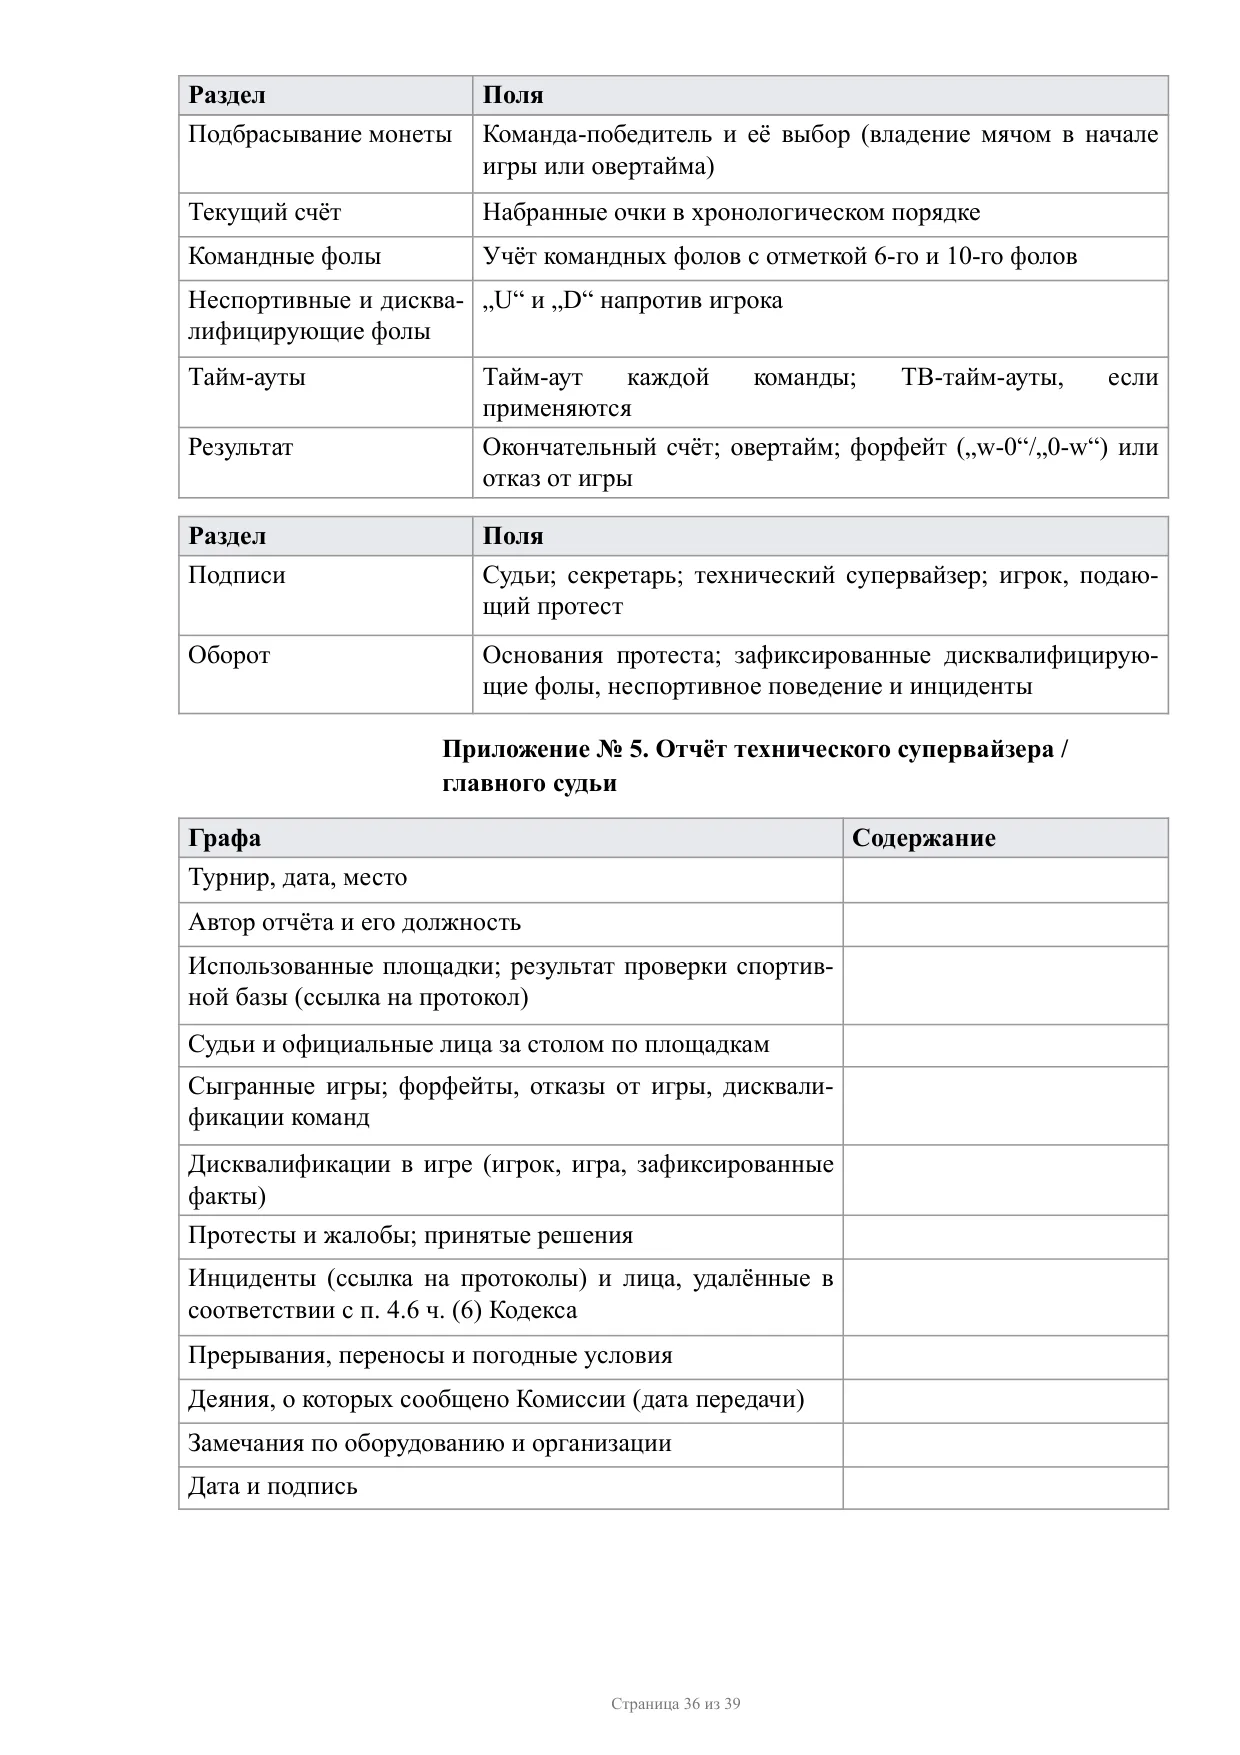 Раздел Поля
Подбрасывание монеты Команда-победитель и её выбор (владение мячом в начале
игры или овертайма)
Текущий счёт Набранные очки в хронологическом порядке
Командные фолы Учёт командных фолов с отметкой 6-го и 10-го фолов
Неспортивные и дисква- „U“ и „D“ напротив игрока
лифицирующие фолы
Тайм-ауты Тайм-аут каждой команды; ТВ-тайм-ауты, если
применяются
Результат Окончательный счёт; овертайм; форфейт („w-0“/„0-w“) или
отказ от игры
Раздел Поля
Подписи Судьи; секретарь; технический супервайзер; игрок, подаю-
щий протест
Оборот Основания протеста; зафиксированные дисквалифицирую-
щие фолы, неспортивное поведение и инциденты
Приложение № 5. Отчёт технического супервайзера /
главного судьи
Графа Содержание
Турнир, дата, место
Автор отчёта и его должность
Использованные площадки; результат проверки спортив-
ной базы (ссылка на протокол)
Судьи и официальные лица за столом по площадкам
Сыгранные игры; форфейты, отказы от игры, дисквали-
фикации команд
Дисквалификации в игре (игрок, игра, зафиксированные
факты)
Протесты и жалобы; принятые решения
Инциденты (ссылка на протоколы) и лица, удалённые в
соответствии с п. 4.6 ч. (6) Кодекса
Прерывания, переносы и погодные условия
Деяния, о которых сообщено Комиссии (дата передачи)
Замечания по оборудованию и организации
Дата и подпись
Страница 36 из 39